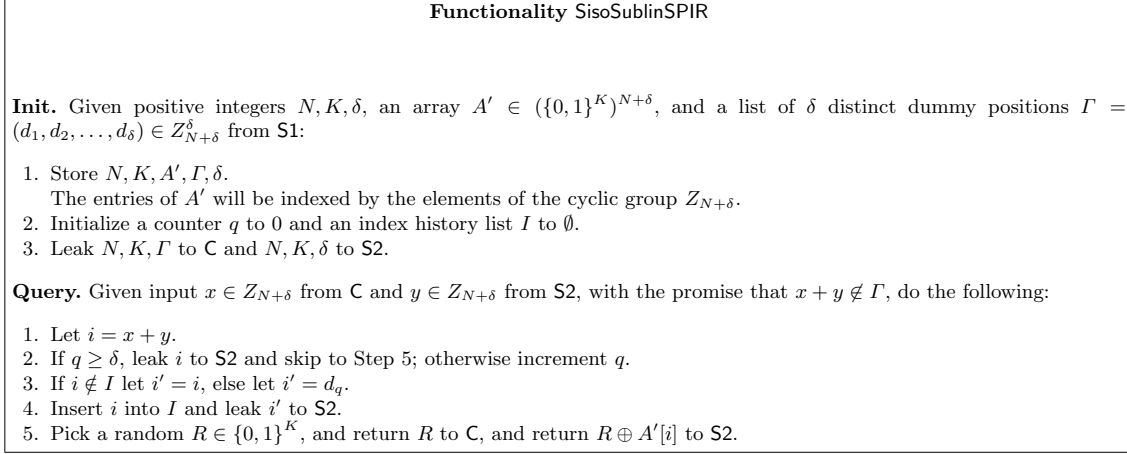 Functionality SisoSublinSPIR
Init. Given positive integers N, K, δ, an array A′ ∈ ({0, 1}^K)^{N+δ}, and a list of δ distinct dummy positions Γ =
(d_1, d_2, . . . , d_δ) ∈ Z^δ_{N+δ} from S1:
1. Store N, K, A′, Γ, δ.
The entries of A′ will be indexed by the elements of the cyclic group Z_{N+δ}.
2. Initialize a counter q to 0 and an index history list I to ∅.
3. Leak N, K, Γ to C and N, K, δ to S2.
Query. Given input x ∈ Z_{N+δ} from C and y ∈ Z_{N+δ} from S2, with the promise that x + y ∉ Γ, do the following:
1. Let i = x + y.
2. If q ≥ δ, leak i to S2 and skip to Step 5; otherwise increment q.
3. If i ∉ I let i′ = i, else let i′ = d_q.
4. Insert i into I and leak i′ to S2.
5. Pick a random R ∈ {0, 1}^K, and return R to C, and return R ⊕ A′[i] to S2.